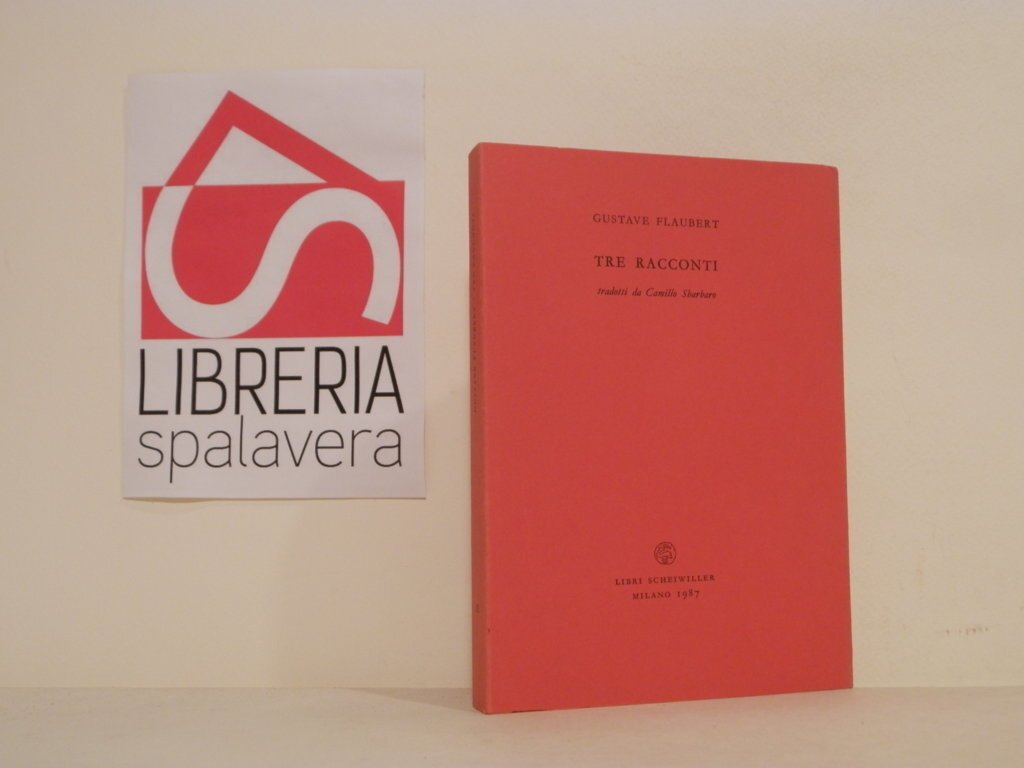 LIBRERIA
spalavera
GUSTAVE FLAUBERT
TRE RACCONTI
tradotti da Camillo Sbarbaro
LIBRI SCHEIWILLER
MILANO 1987